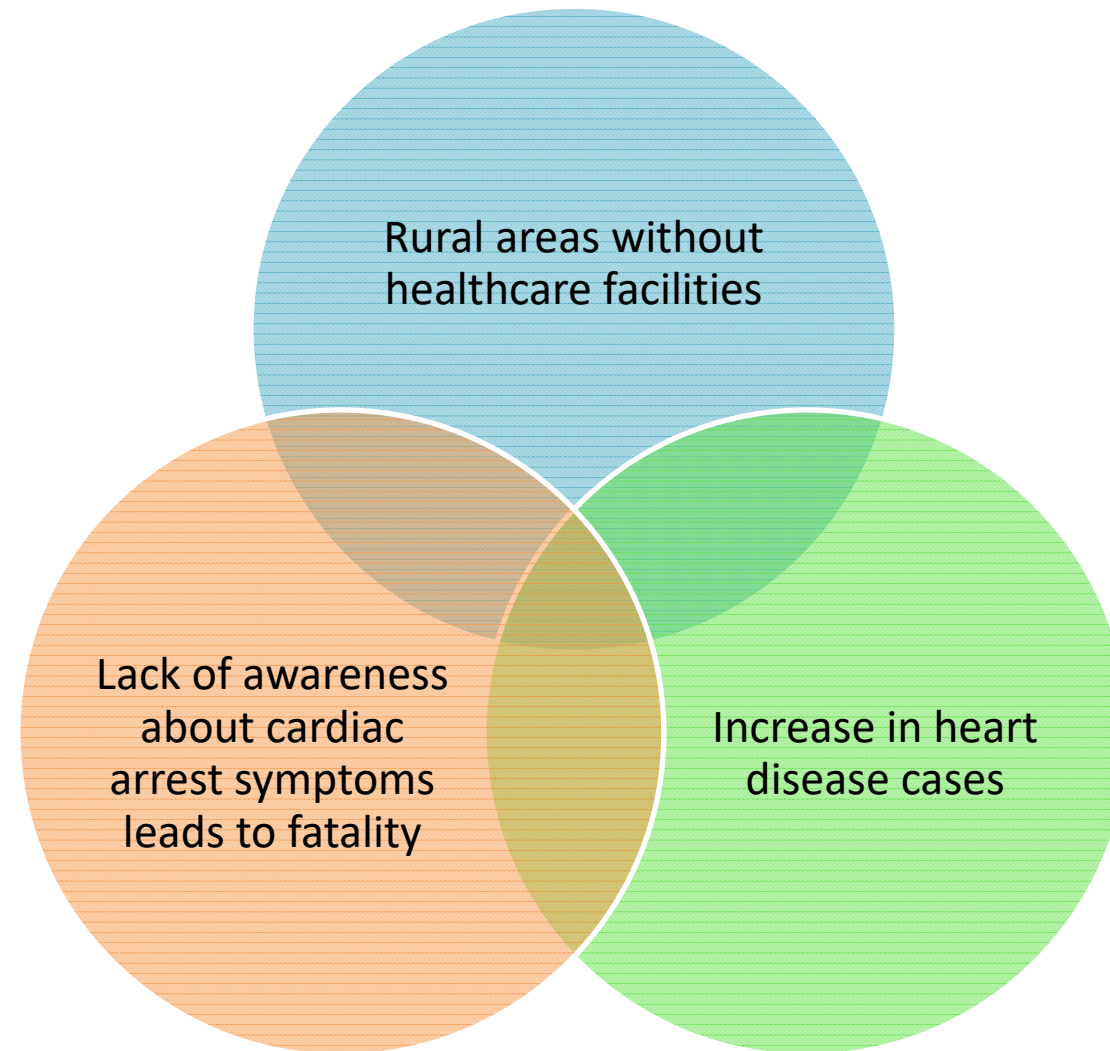 Rural areas without
healthcare facilities
Lack of awareness
about cardiac
arrest symptoms
leads to fatality
Increase in heart
disease cases